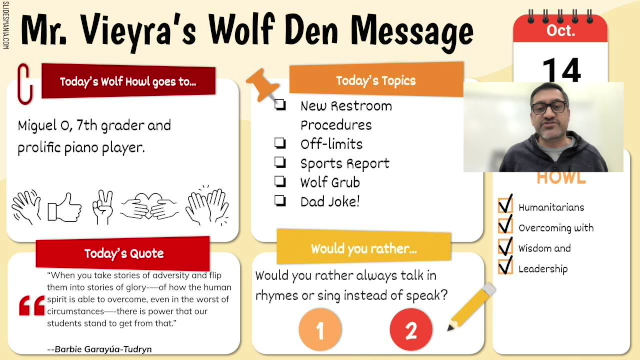 SLIDESMANIA.COM
Mr. Vieyra's Wolf Den Message
Oct.
14
Today's Wolf Howl goes to...
Miguel O, 7th grader and
prolific piano player.
Today's Topics
New Restroom
Procedures
Off-limits
Sports Report
Wolf Grub
Dad Joke!
HOWL
Humanitarians
Overcoming with
Wisdom and
Leadership
Today's Quote
"When you take stories of adversity and flip
them into stories of glory---of how the human
spirit is able to overcome, even in the worst of
circumstances----there is power that our
students stand to get from that."
--Barbie Garayúa-Tudryn
Would you rather...
Would you rather always talk in
rhymes or sing instead of speak?
1
2